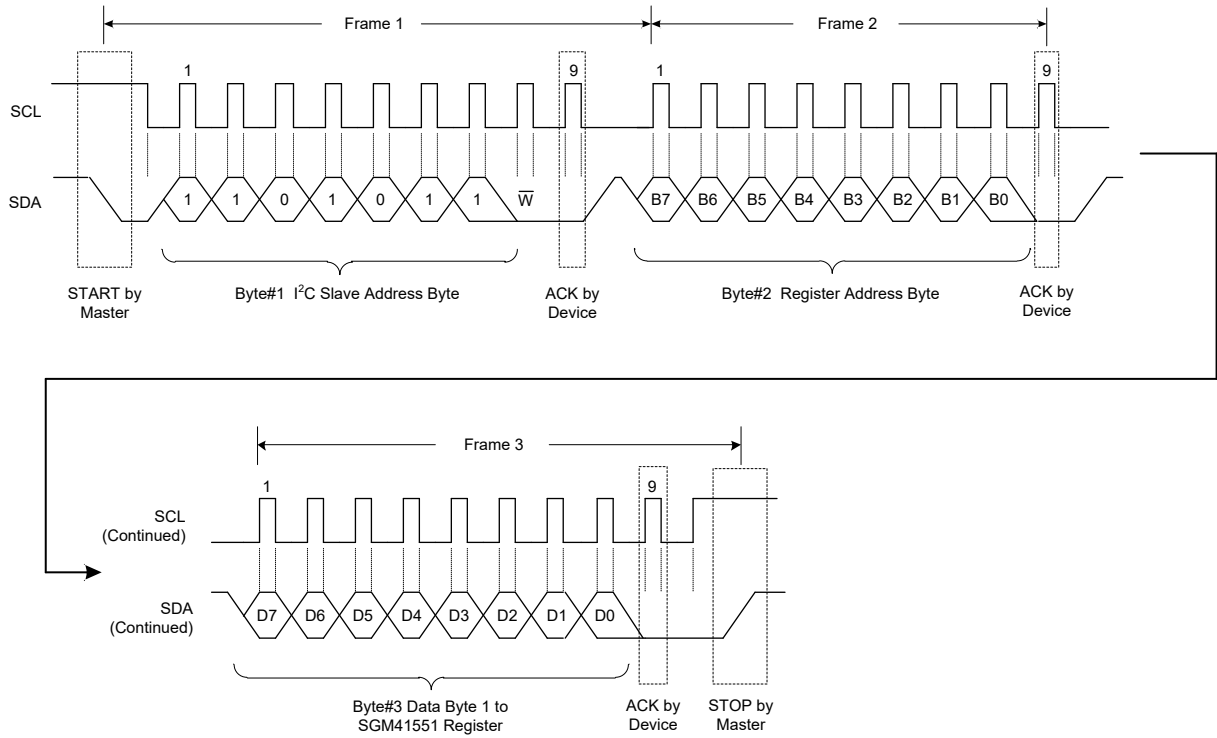 Frame 1
Frame 2
1
9
1
9
SCL
SDA
1 1 0 1 0 1 1 W̅ B7 B6 B5 B4 B3 B2 B1 B0
START by
Master
Byte#1 I²C Slave Address Byte
ACK by
Device
Byte#2 Register Address Byte
ACK by
Device
Frame 3
1
9
SCL
(Continued)
SDA
(Continued)
D7 D6 D5 D4 D3 D2 D1 D0
Byte#3 Data Byte 1 to
SGM41551 Register
ACK by
Device
STOP by
Master